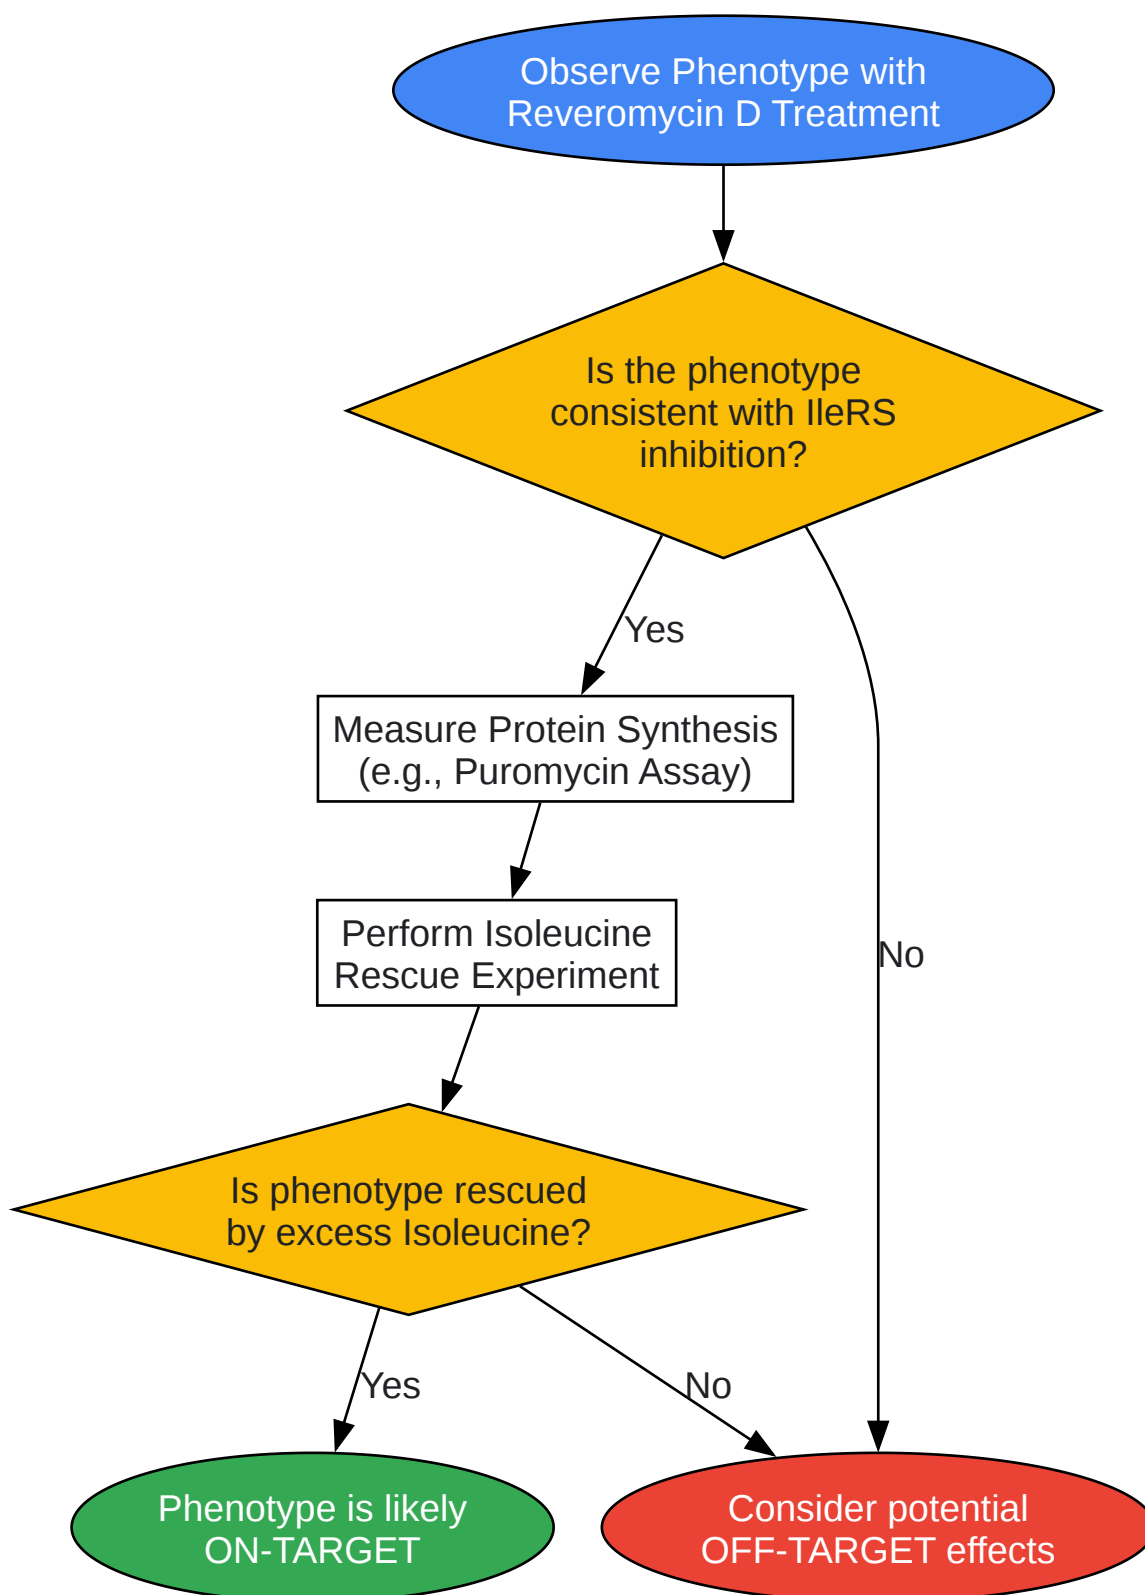 Observe Phenotype with
Reveromycin D Treatment
Is the phenotype
consistent with IleRS
inhibition?
Yes
Measure Protein Synthesis
(e.g., Puromycin Assay)
Perform Isoleucine
Rescue Experiment
No
Is phenotype rescued
by excess Isoleucine?
Yes
No
Phenotype is likely
ON-TARGET
Consider potential
OFF-TARGET effects